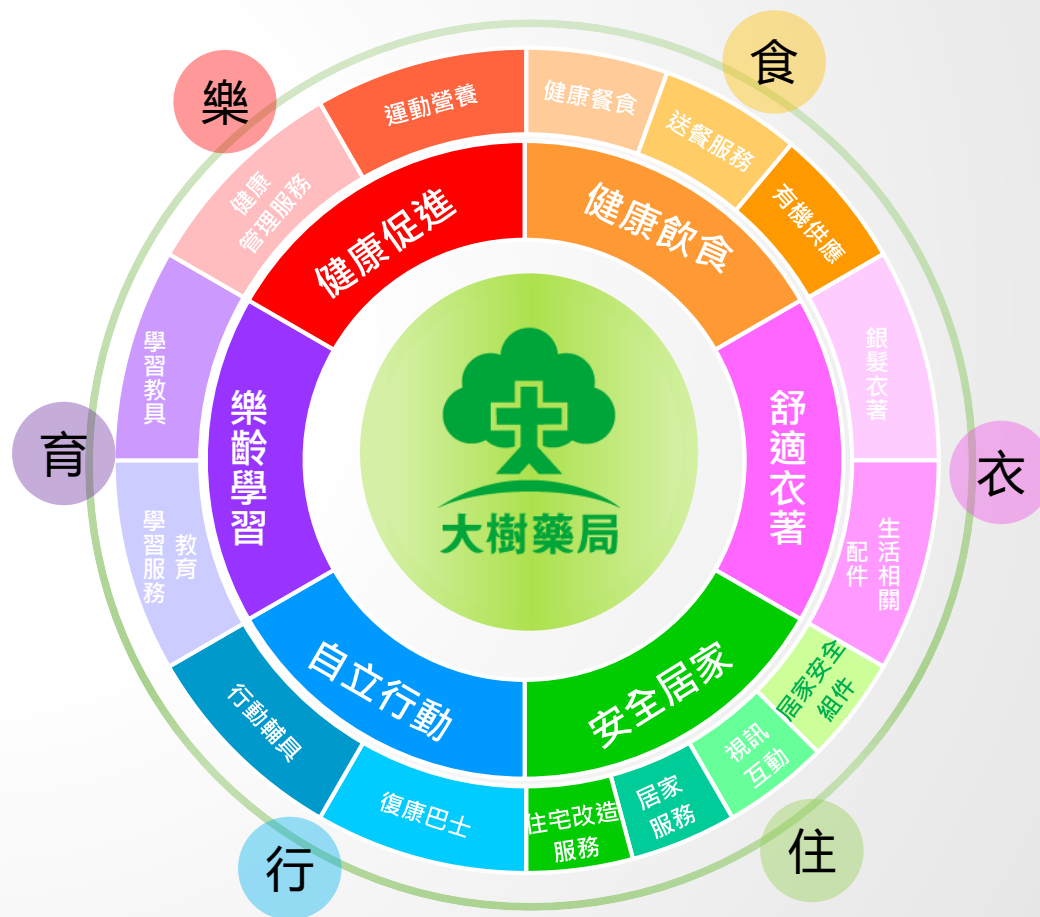 食
健康飲食
健康餐食
送餐服務
有機供應
衣
舒適衣著
銀髮衣著
生活相關
配件
住
安全居家
居家安全
組件
視訊
互動
居家
服務
住宅改造
服務
行
自立行動
復康巴士
行動輔具
育
樂齡學習
教育
學習服務
學習教具
樂
健康促進
健康
管理服務
運動營養
大樹藥局